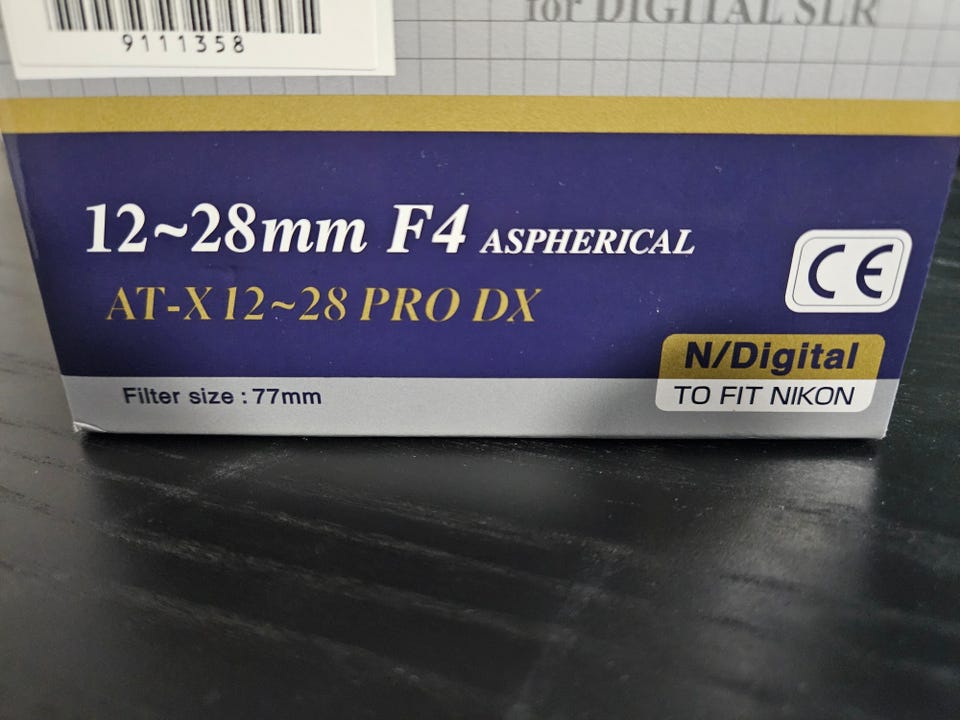 for DIGITAL SLR
9111358
12~28mm F4 ASPHERICAL
AT-X 12~28 PRO DX
CE
N/Digital
TO FIT NIKON
Filter size : 77mm